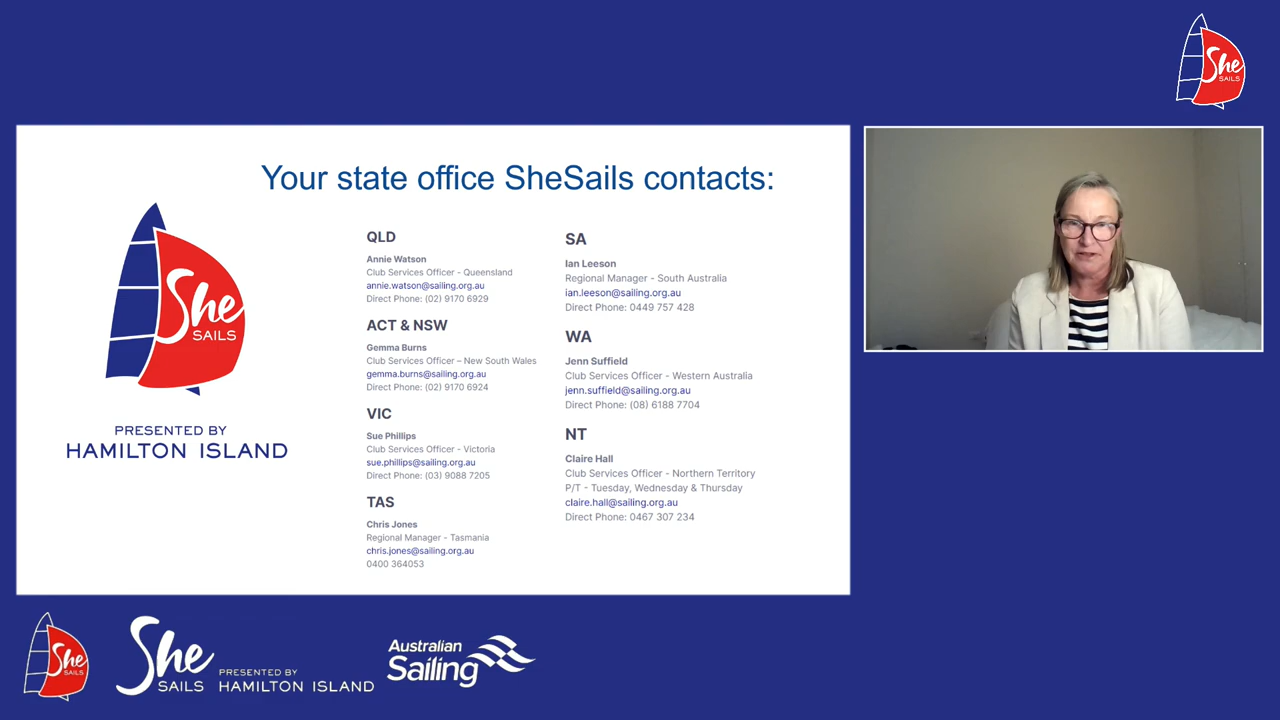 She
SAILS
Your state office SheSails contacts:
She
SAILS
PRESENTED BY
HAMILTON ISLAND
QLD
Annie Watson
Club Services Officer - Queensland
annie.watson@sailing.org.au
Direct Phone: (02) 9170 6929
ACT & NSW
Gemma Burns
Club Services Officer – New South Wales
gemma.burns@sailing.org.au
Direct Phone: (02) 9170 6924
VIC
Sue Phillips
Club Services Officer - Victoria
sue.phillips@sailing.org.au
Direct Phone: (03) 9088 7205
TAS
Chris Jones
Regional Manager - Tasmania
chris.jones@sailing.org.au
0400 364053
SA
Ian Leeson
Regional Manager - South Australia
ian.leeson@sailing.org.au
Direct Phone: 0449 757 428
WA
Jenn Suffield
Club Services Officer - Western Australia
jenn.suffield@sailing.org.au
Direct Phone: (08) 6188 7704
NT
Claire Hall
Club Services Officer - Northern Territory
P/T - Tuesday, Wednesday & Thursday
claire.hall@sailing.org.au
Direct Phone: 0467 307 234
She
SAILS
She
SAILS
PRESENTED BY
HAMILTON ISLAND
Australian
Sailing